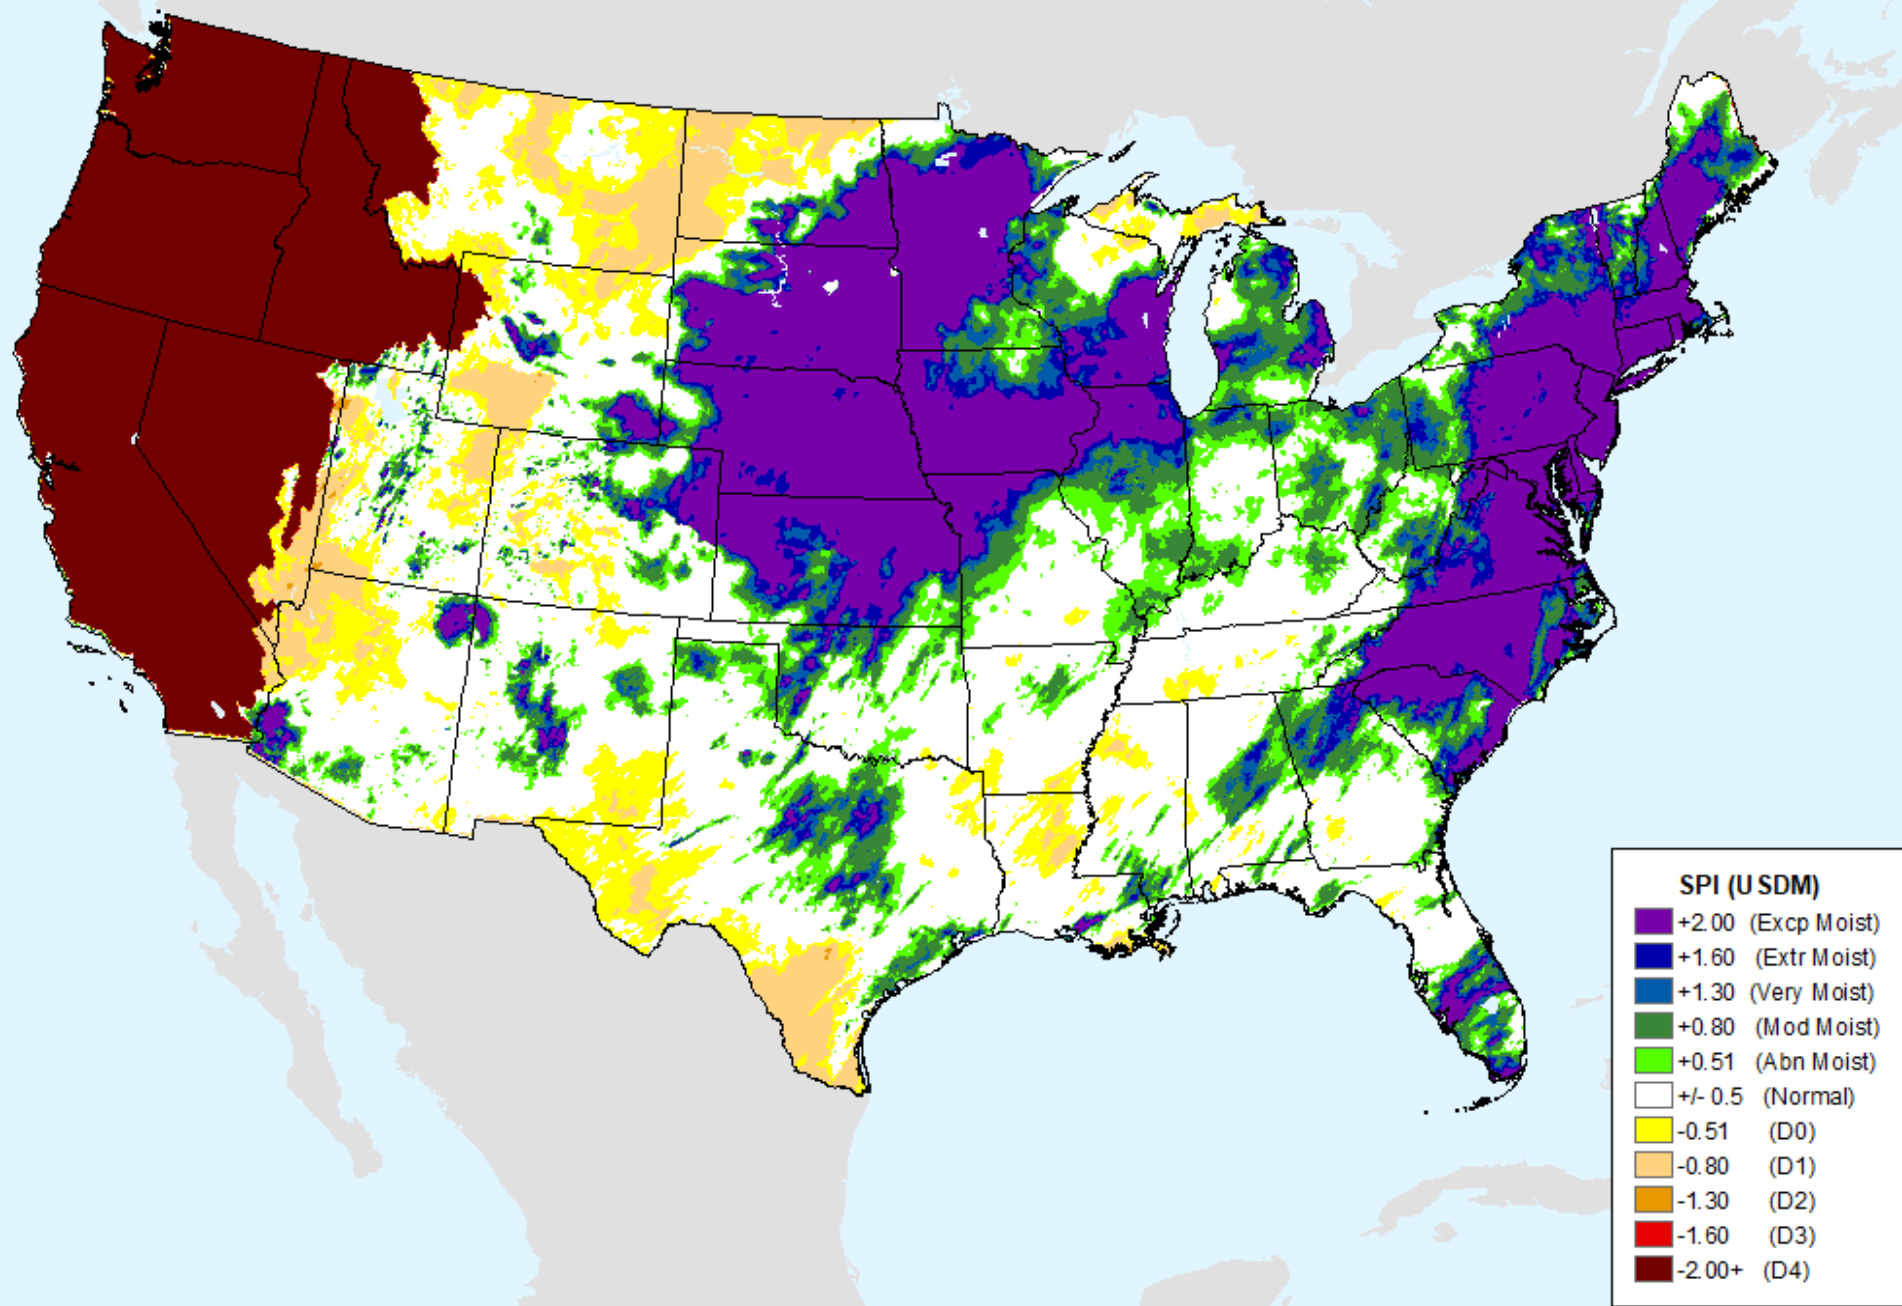 SPI (USDM)
+2.00 (Excp Moist)
+1.60 (Extr Moist)
+1.30 (Very Moist)
+0.80 (Mod Moist)
+0.51 (Abn Moist)
+/- 0.5 (Normal)
-0.51 (D0)
-0.80 (D1)
-1.30 (D2)
-1.60 (D3)
-2.00+ (D4)